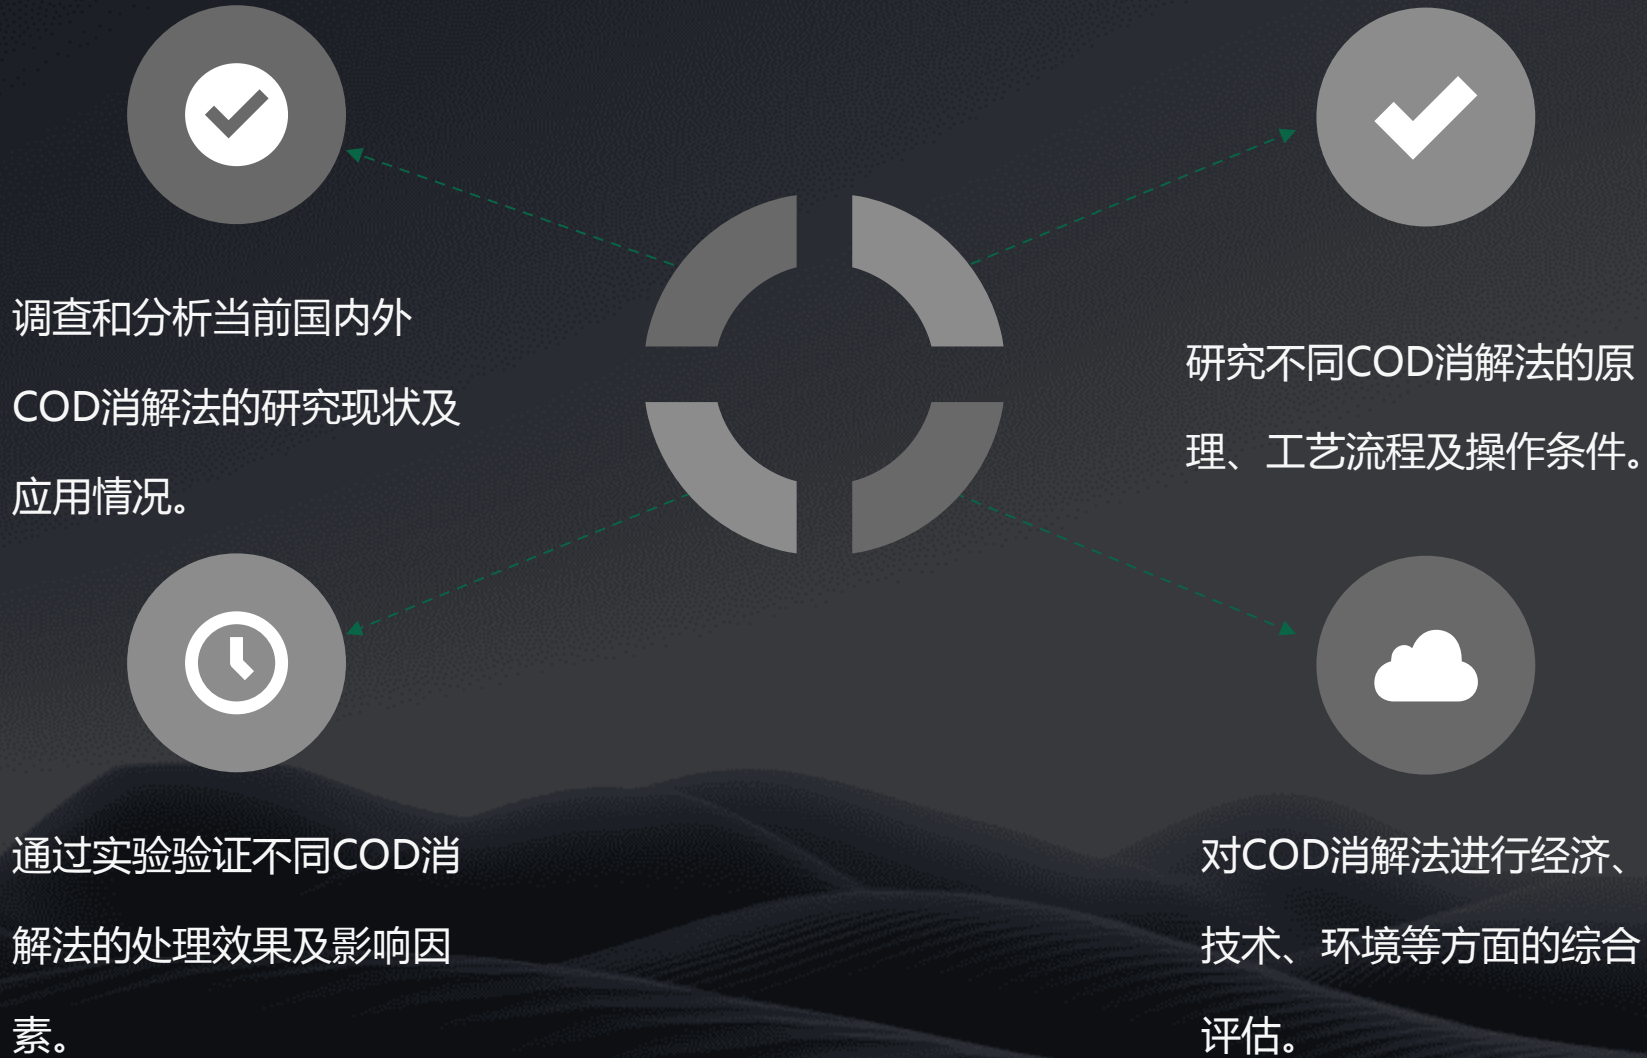 调查和分析当前国内外
COD消解法的研究现状及
应用情况。
研究不同COD消解法的原
理、工艺流程及操作条件。
通过实验验证不同COD消
解法的处理效果及影响因
素。
对COD消解法进行经济、
技术、环境等方面的综合
评估。